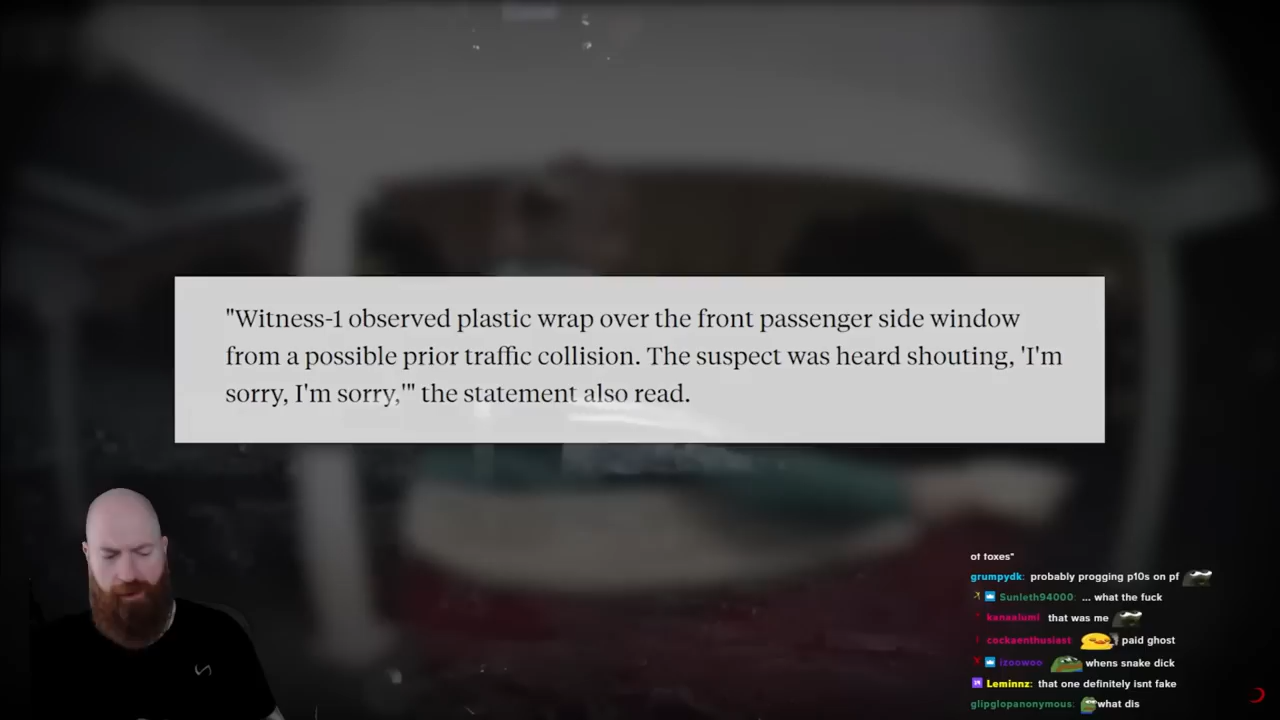 "Witness-1 observed plastic wrap over the front passenger side window
from a possible prior traffic collision. The suspect was heard shouting, 'I'm
sorry, I'm sorry,'" the statement also read.
of foxes"
grumpydk: probably progging p10s on pf
Sunleth94000: ... what the fuck
kanaalumi that was me
cockaenthusiast paid ghost
izoowoo whens snake dick
Leminnz: that one definitely isnt fake
glipglopanonymous: what dis